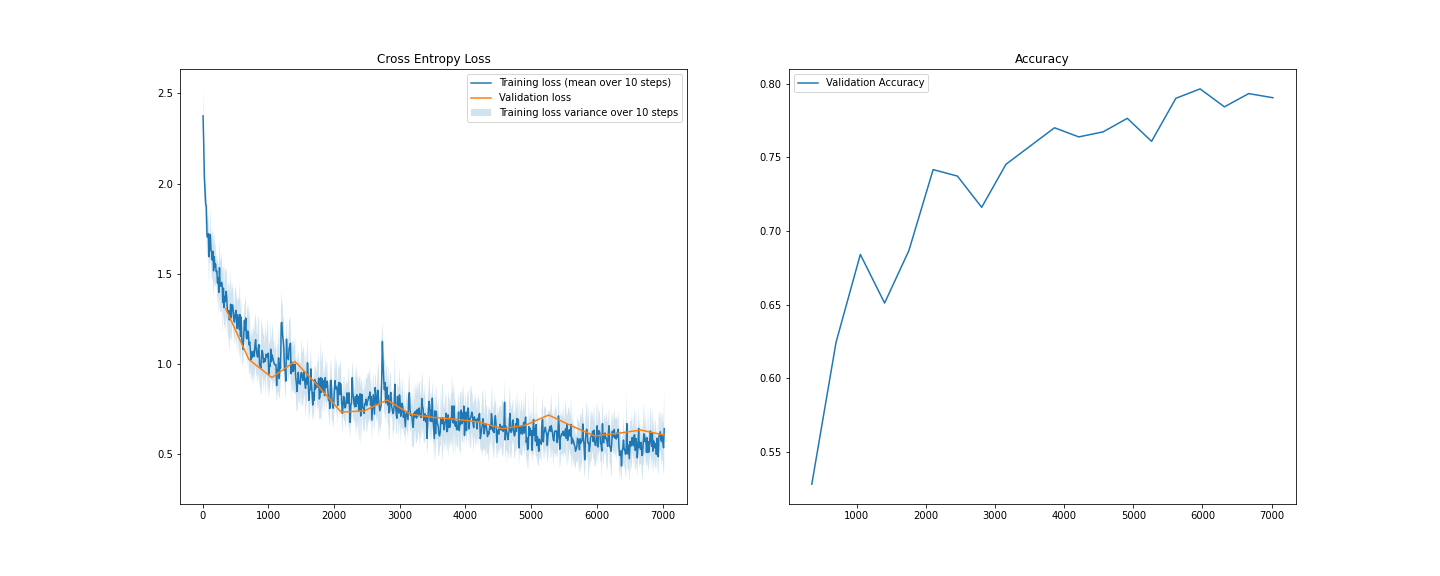 Cross Entropy Loss
Training loss (mean over 10 steps)
Validation loss
Training loss variance over 10 steps
2.5
2.0
1.5
1.0
0.5
0 1000 2000 3000 4000 5000 6000 7000
Accuracy
Validation Accuracy
0.80
0.75
0.70
0.65
0.60
0.55
1000 2000 3000 4000 5000 6000 7000